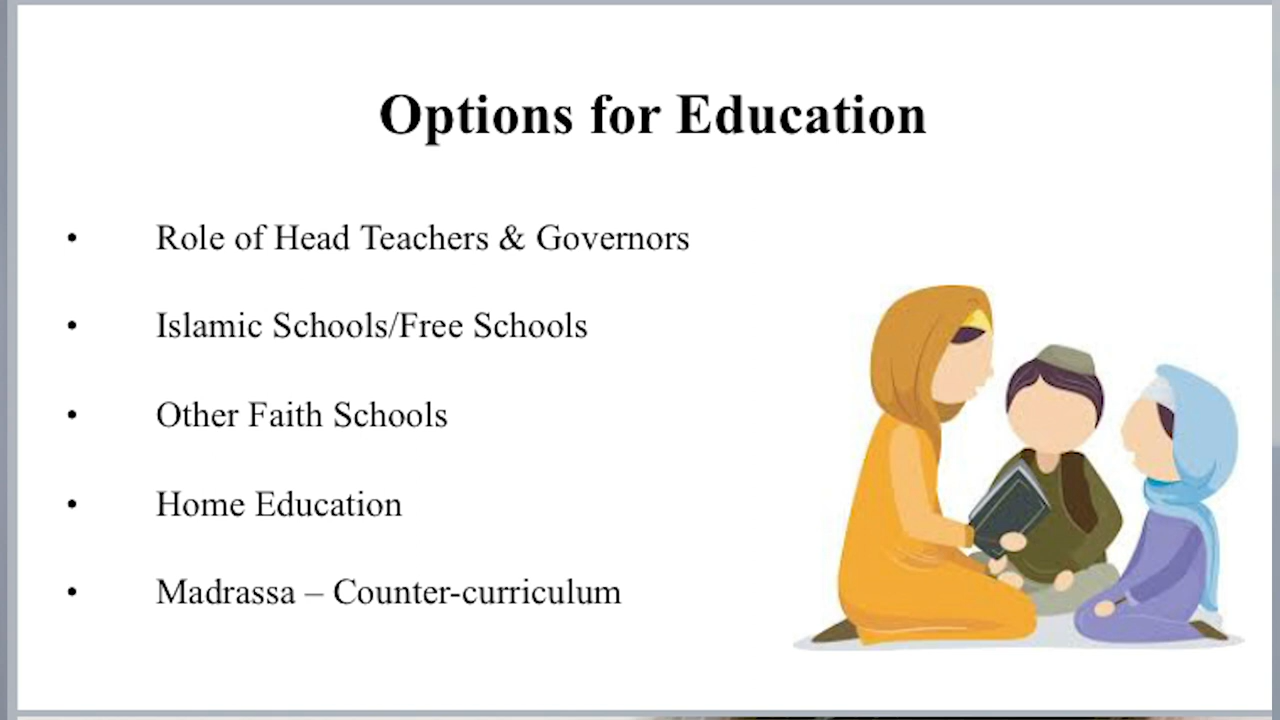 Options for Education
• Role of Head Teachers & Governors
• Islamic Schools/Free Schools
• Other Faith Schools
• Home Education
• Madrassa – Counter-curriculum